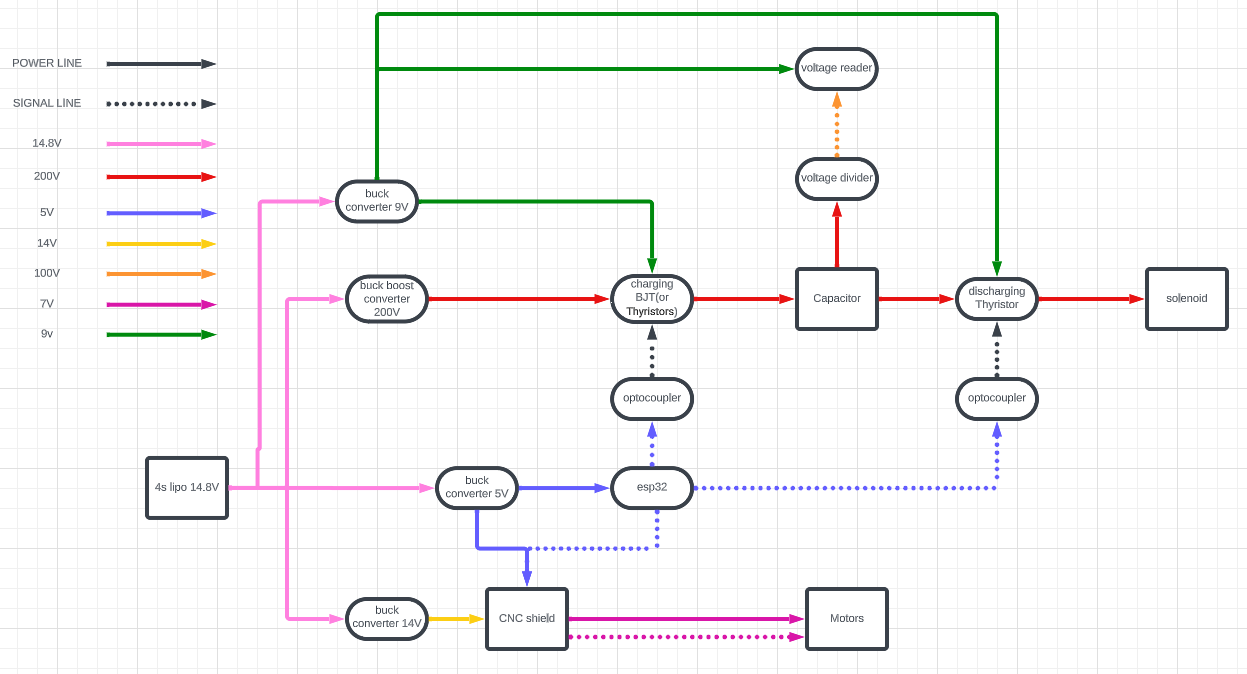 POWER LINE
SIGNAL LINE
14.8V
200V
5V
14V
100V
7V
9v
voltage reader
voltage divider
buck
converter 9V
buck boost
converter
200V
charging
BJT(or
Thyristors)
Capacitor
discharging
Thyristor
solenoid
optocoupler
optocoupler
4s lipo 14.8V
buck
converter 5V
esp32
buck
converter 14V
CNC shield
Motors